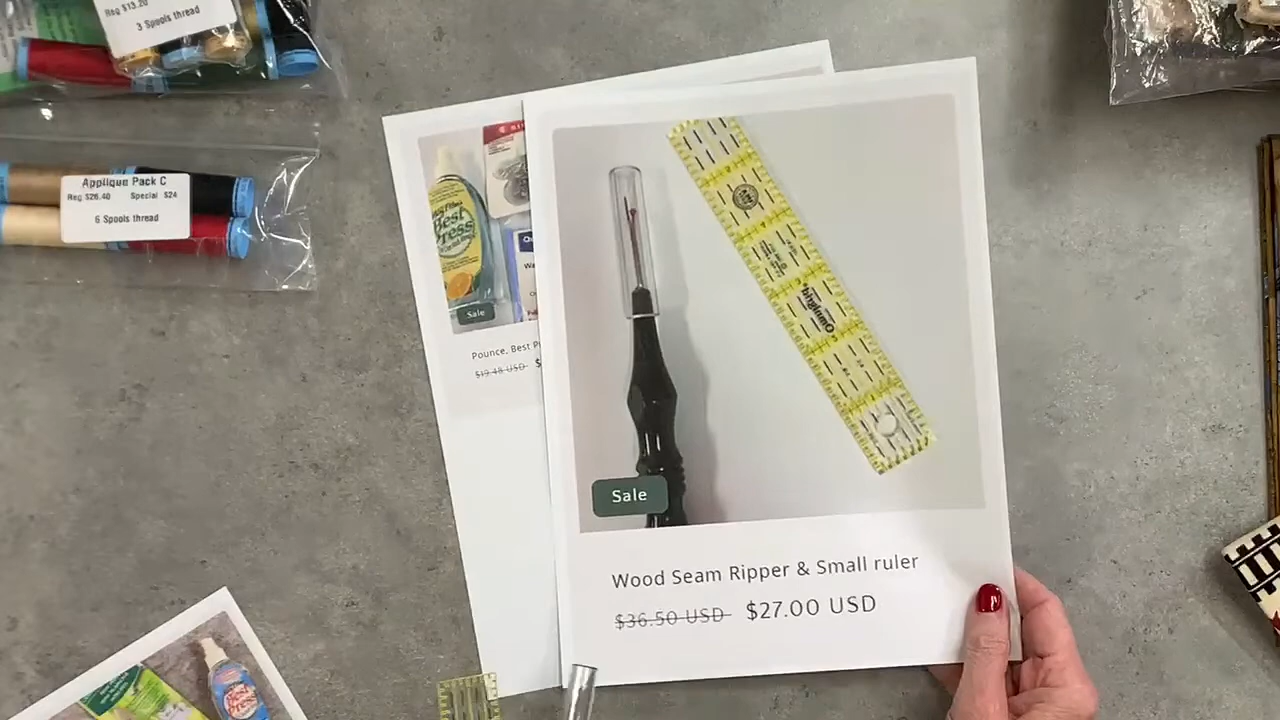 Reg $13.20
3 Spools thread
Applique Pack C
Reg $26.40 Special $24
6 Spools thread
Best
Press
Sale
Pounce, Best
$19.48 USD
Omnigrid
Sale
Wood Seam Ripper & Small ruler
$36.50 USD $27.00 USD